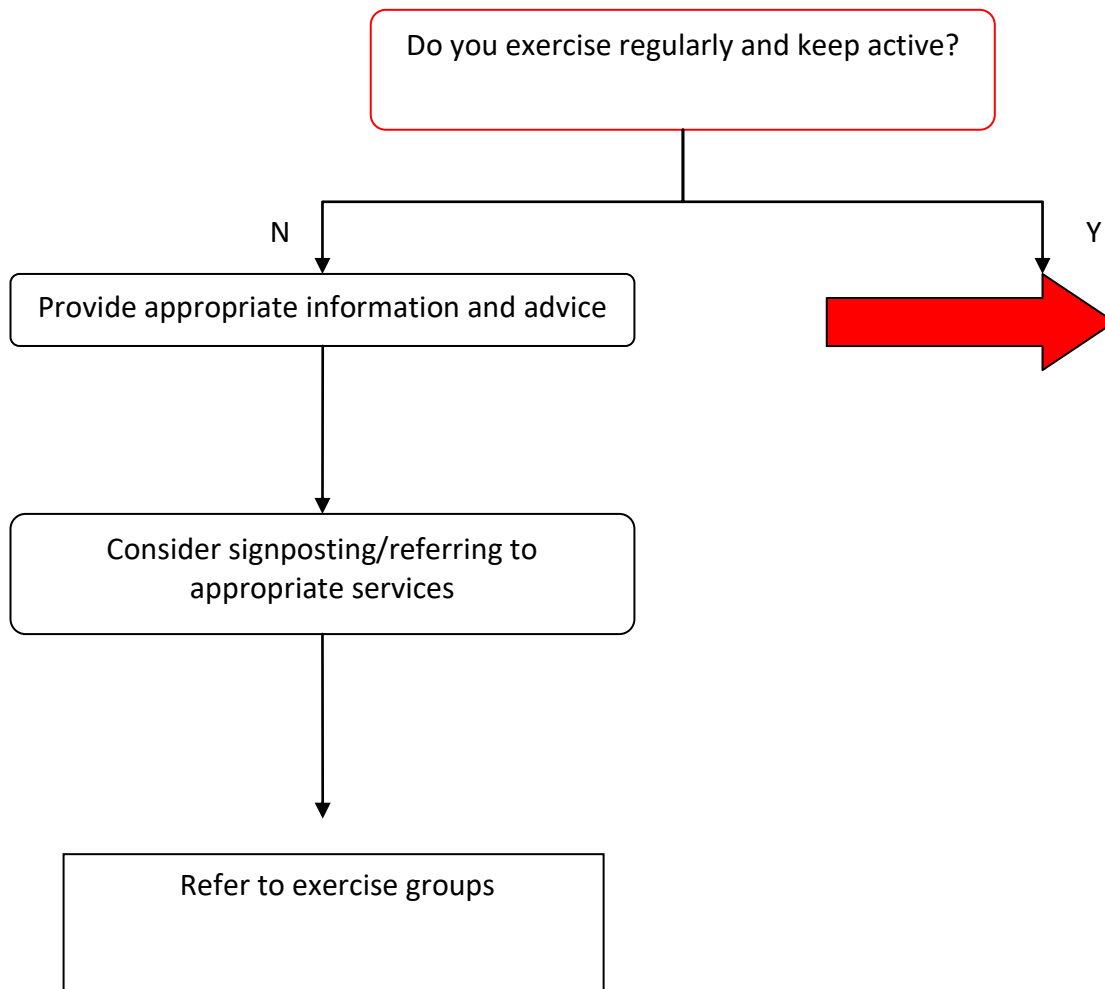 Do you exercise regularly and keep active?
N
Y
Provide appropriate information and advice
Consider signposting/referring to
appropriate services
Refer to exercise groups